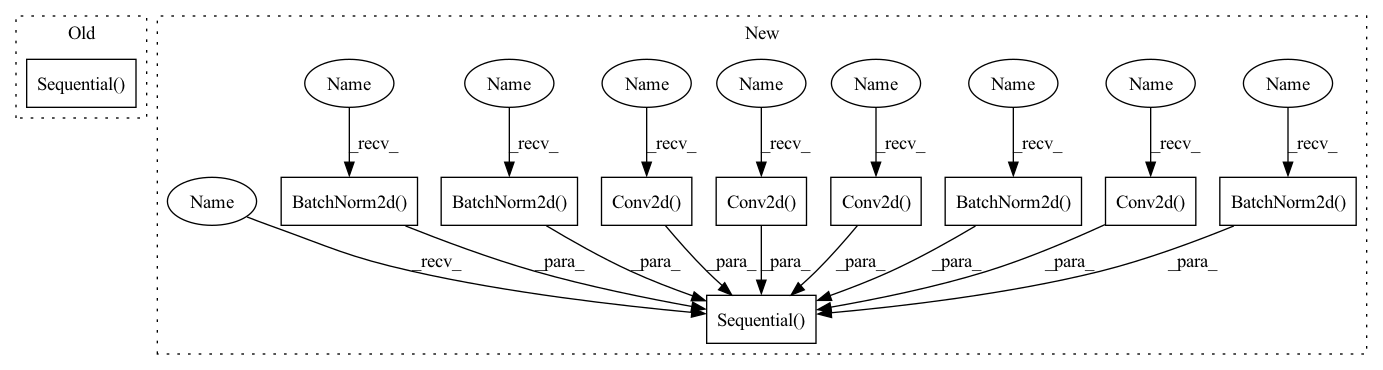 Old
New
Sequential()
Name
Name
Name
Name
Name
Name
Name
Name
_recv_
_recv_
_recv_
_recv_
_recv_
_recv_
_recv_
_recv_
Name
BatchNorm2d()
BatchNorm2d()
Conv2d()
Conv2d()
Conv2d()
BatchNorm2d()
Conv2d()
BatchNorm2d()
_recv_
_para_
_para_
_para_
_para_
_para_
_para_
_para_
_para_
Sequential()